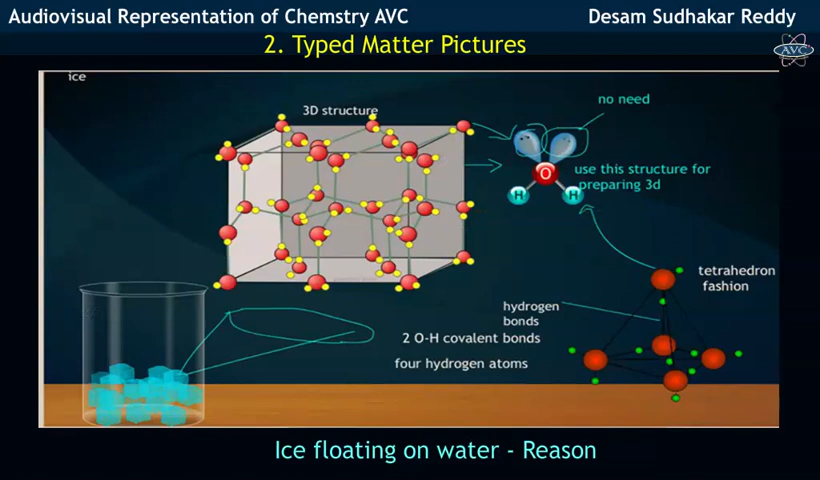 Audiovisual Representation of Chemstry AVC
Desam Sudhakar Reddy
2. Typed Matter Pictures
AVC
ice
3D structure
no need
use this structure for
preparing 3d
O
H
H
tetrahedron
fashion
hydrogen
bonds
2 O-H covalent bonds
four hydrogen atoms
Ice floating on water - Reason